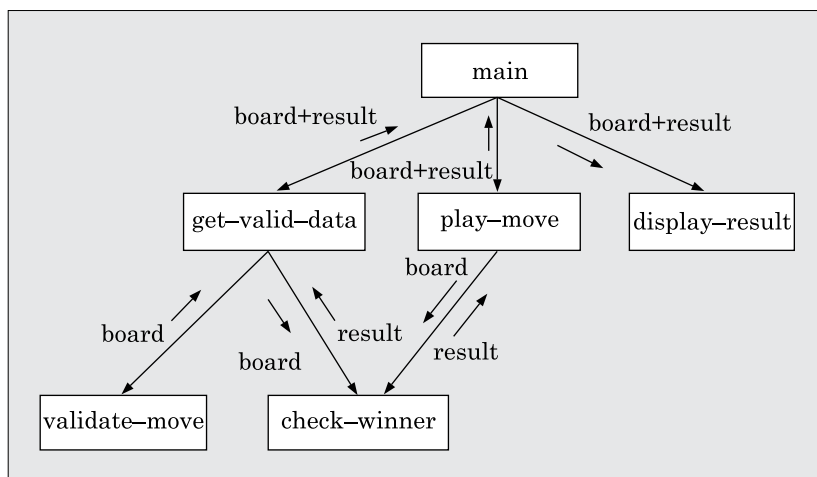 main
board+result
board+result
board+result
get–valid–data
play–move
display–result
board
board
result
board
result
validate–move
check–winner